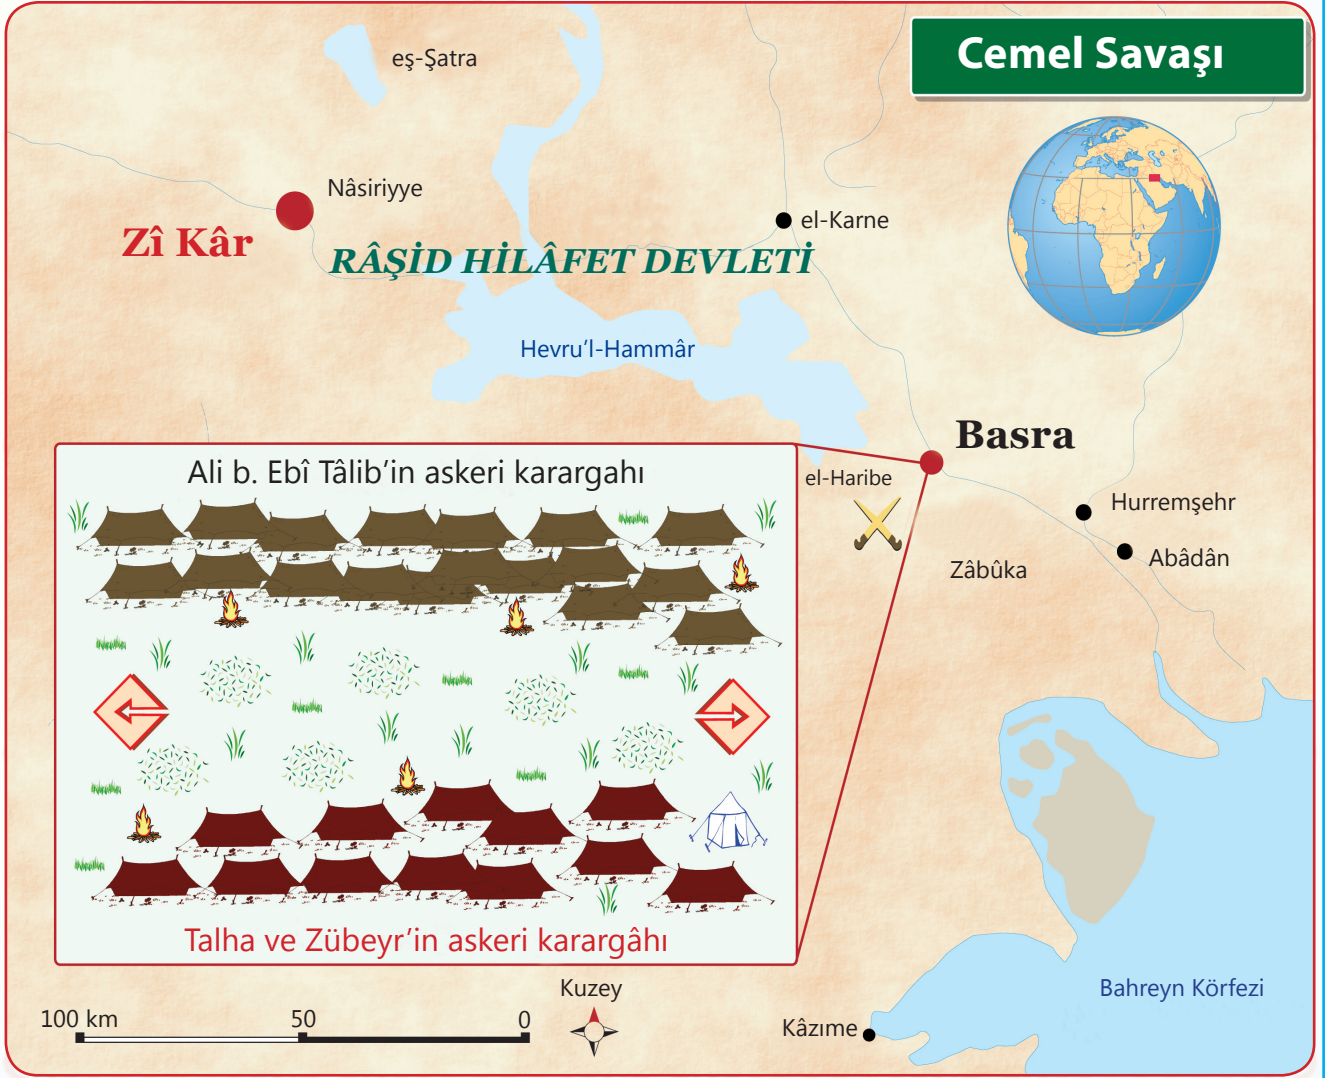 Cemel Savaşı
eş-Şatra
Nâsiriyye
el-Karne
Zî Kâr
RÂŞİD HİLÂFET DEVLETİ
Hevru'l-Hammâr
Basra
Ali b. Ebî Tâlib'in askeri karargahı
el-Haribe
Hurremşehr
Abâdân
Zâbûka
Talha ve Zübeyr'in askeri karargâhı
Kuzey
Bahreyn Körfezi
100 km 50 0
Kâzıme